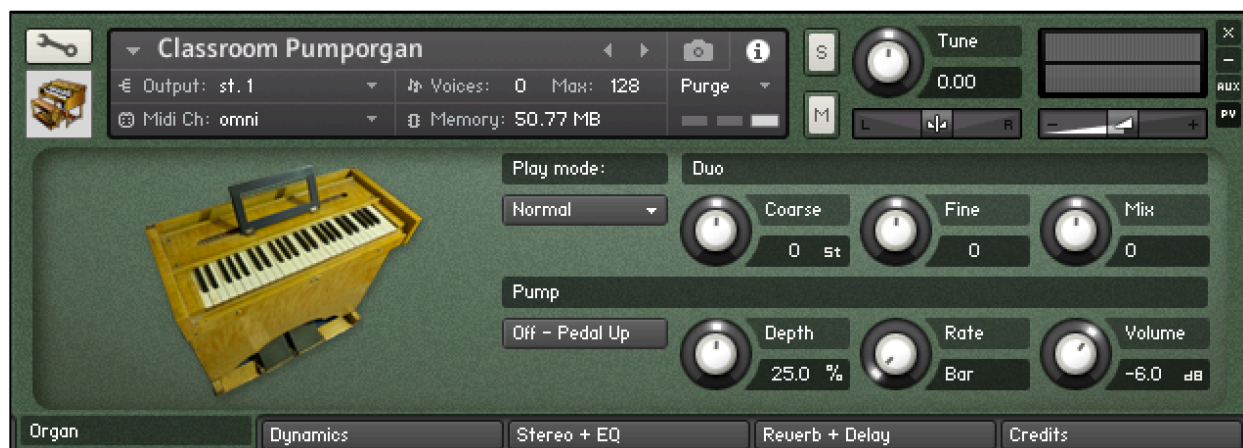 Classroom Pumporgan
Output: st. 1
Voices: 0 Max: 128
Purge
Midi Ch: omni
Memory: 50.77 MB
S
M
Tune
0.00
L
R
-
+
X
-
AUX
PV
Play mode:
Duo
Normal
Coarse
0 st
Fine
0
Mix
0
Pump
Off - Pedal Up
Depth
25.0 %
Rate
Bar
Volume
-6.0 dB
Organ
Dynamics
Stereo + EQ
Reverb + Delay
Credits